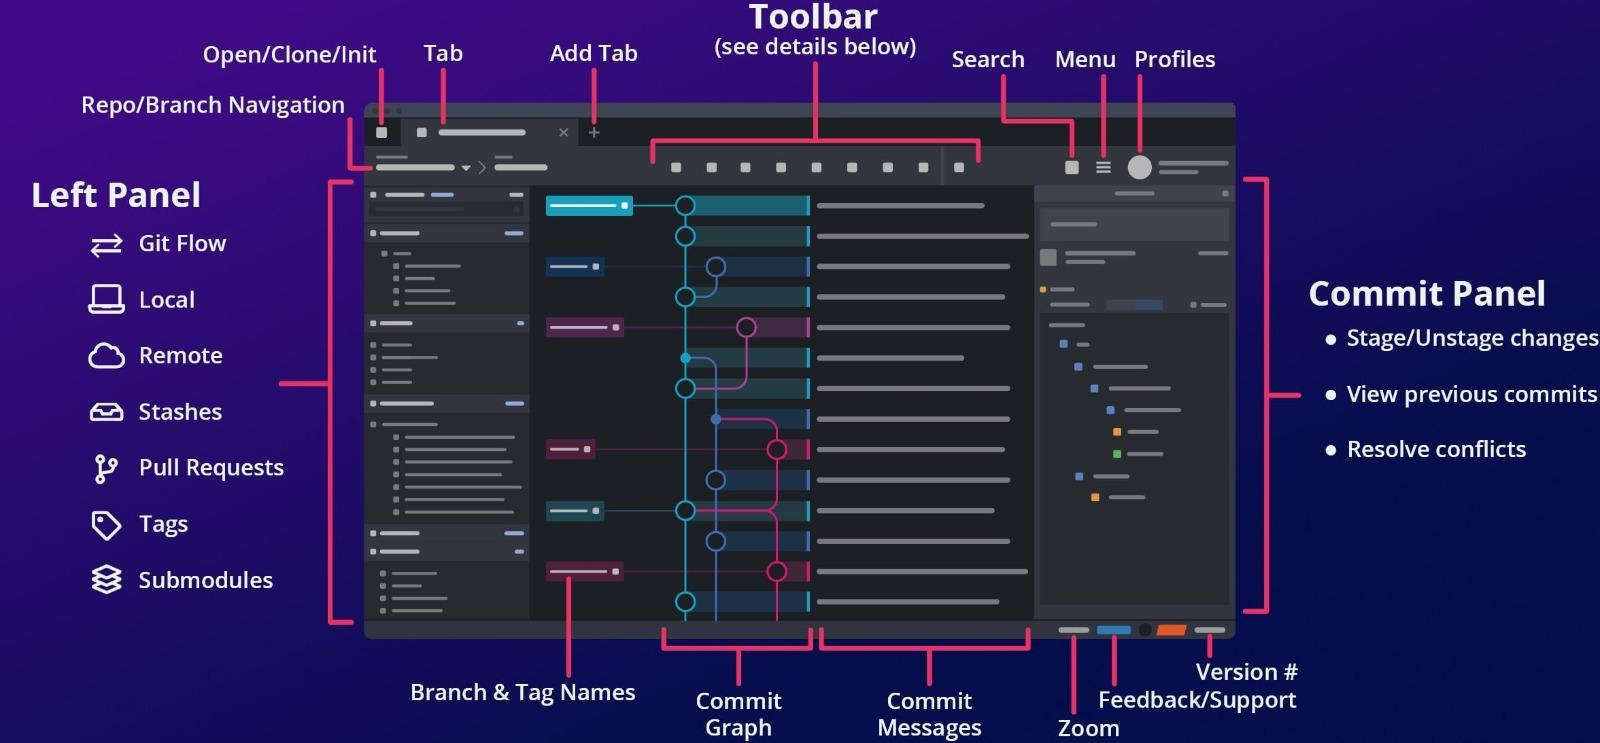 Toolbar
(see details below)
Open/Clone/Init
Tab
Add Tab
Search
Menu
Profiles
Repo/Branch Navigation
Left Panel
Git Flow
Local
Remote
Stashes
Pull Requests
Tags
Submodules
Commit Panel
Stage/Unstage changes
View previous commits
Resolve conflicts
Branch & Tag Names
Commit
Graph
Commit
Messages
Version #
Feedback/Support
Zoom